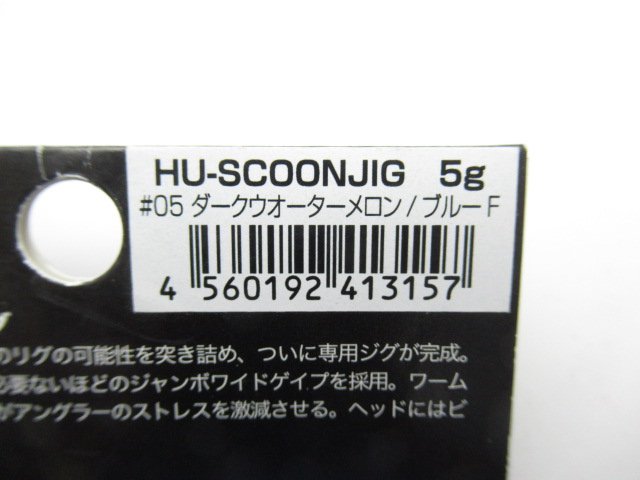 HU-SCOONJIG 5g
#05 ダークウオーターメロン/ブルーF
4 560192 413157
のリグの可能性を突き詰め、ついに専用ジグが完成。
必要ないほどのジャンボワイドゲイプを採用。ワーム
がアングラーのストレスを激減させる。ヘッドにはビ